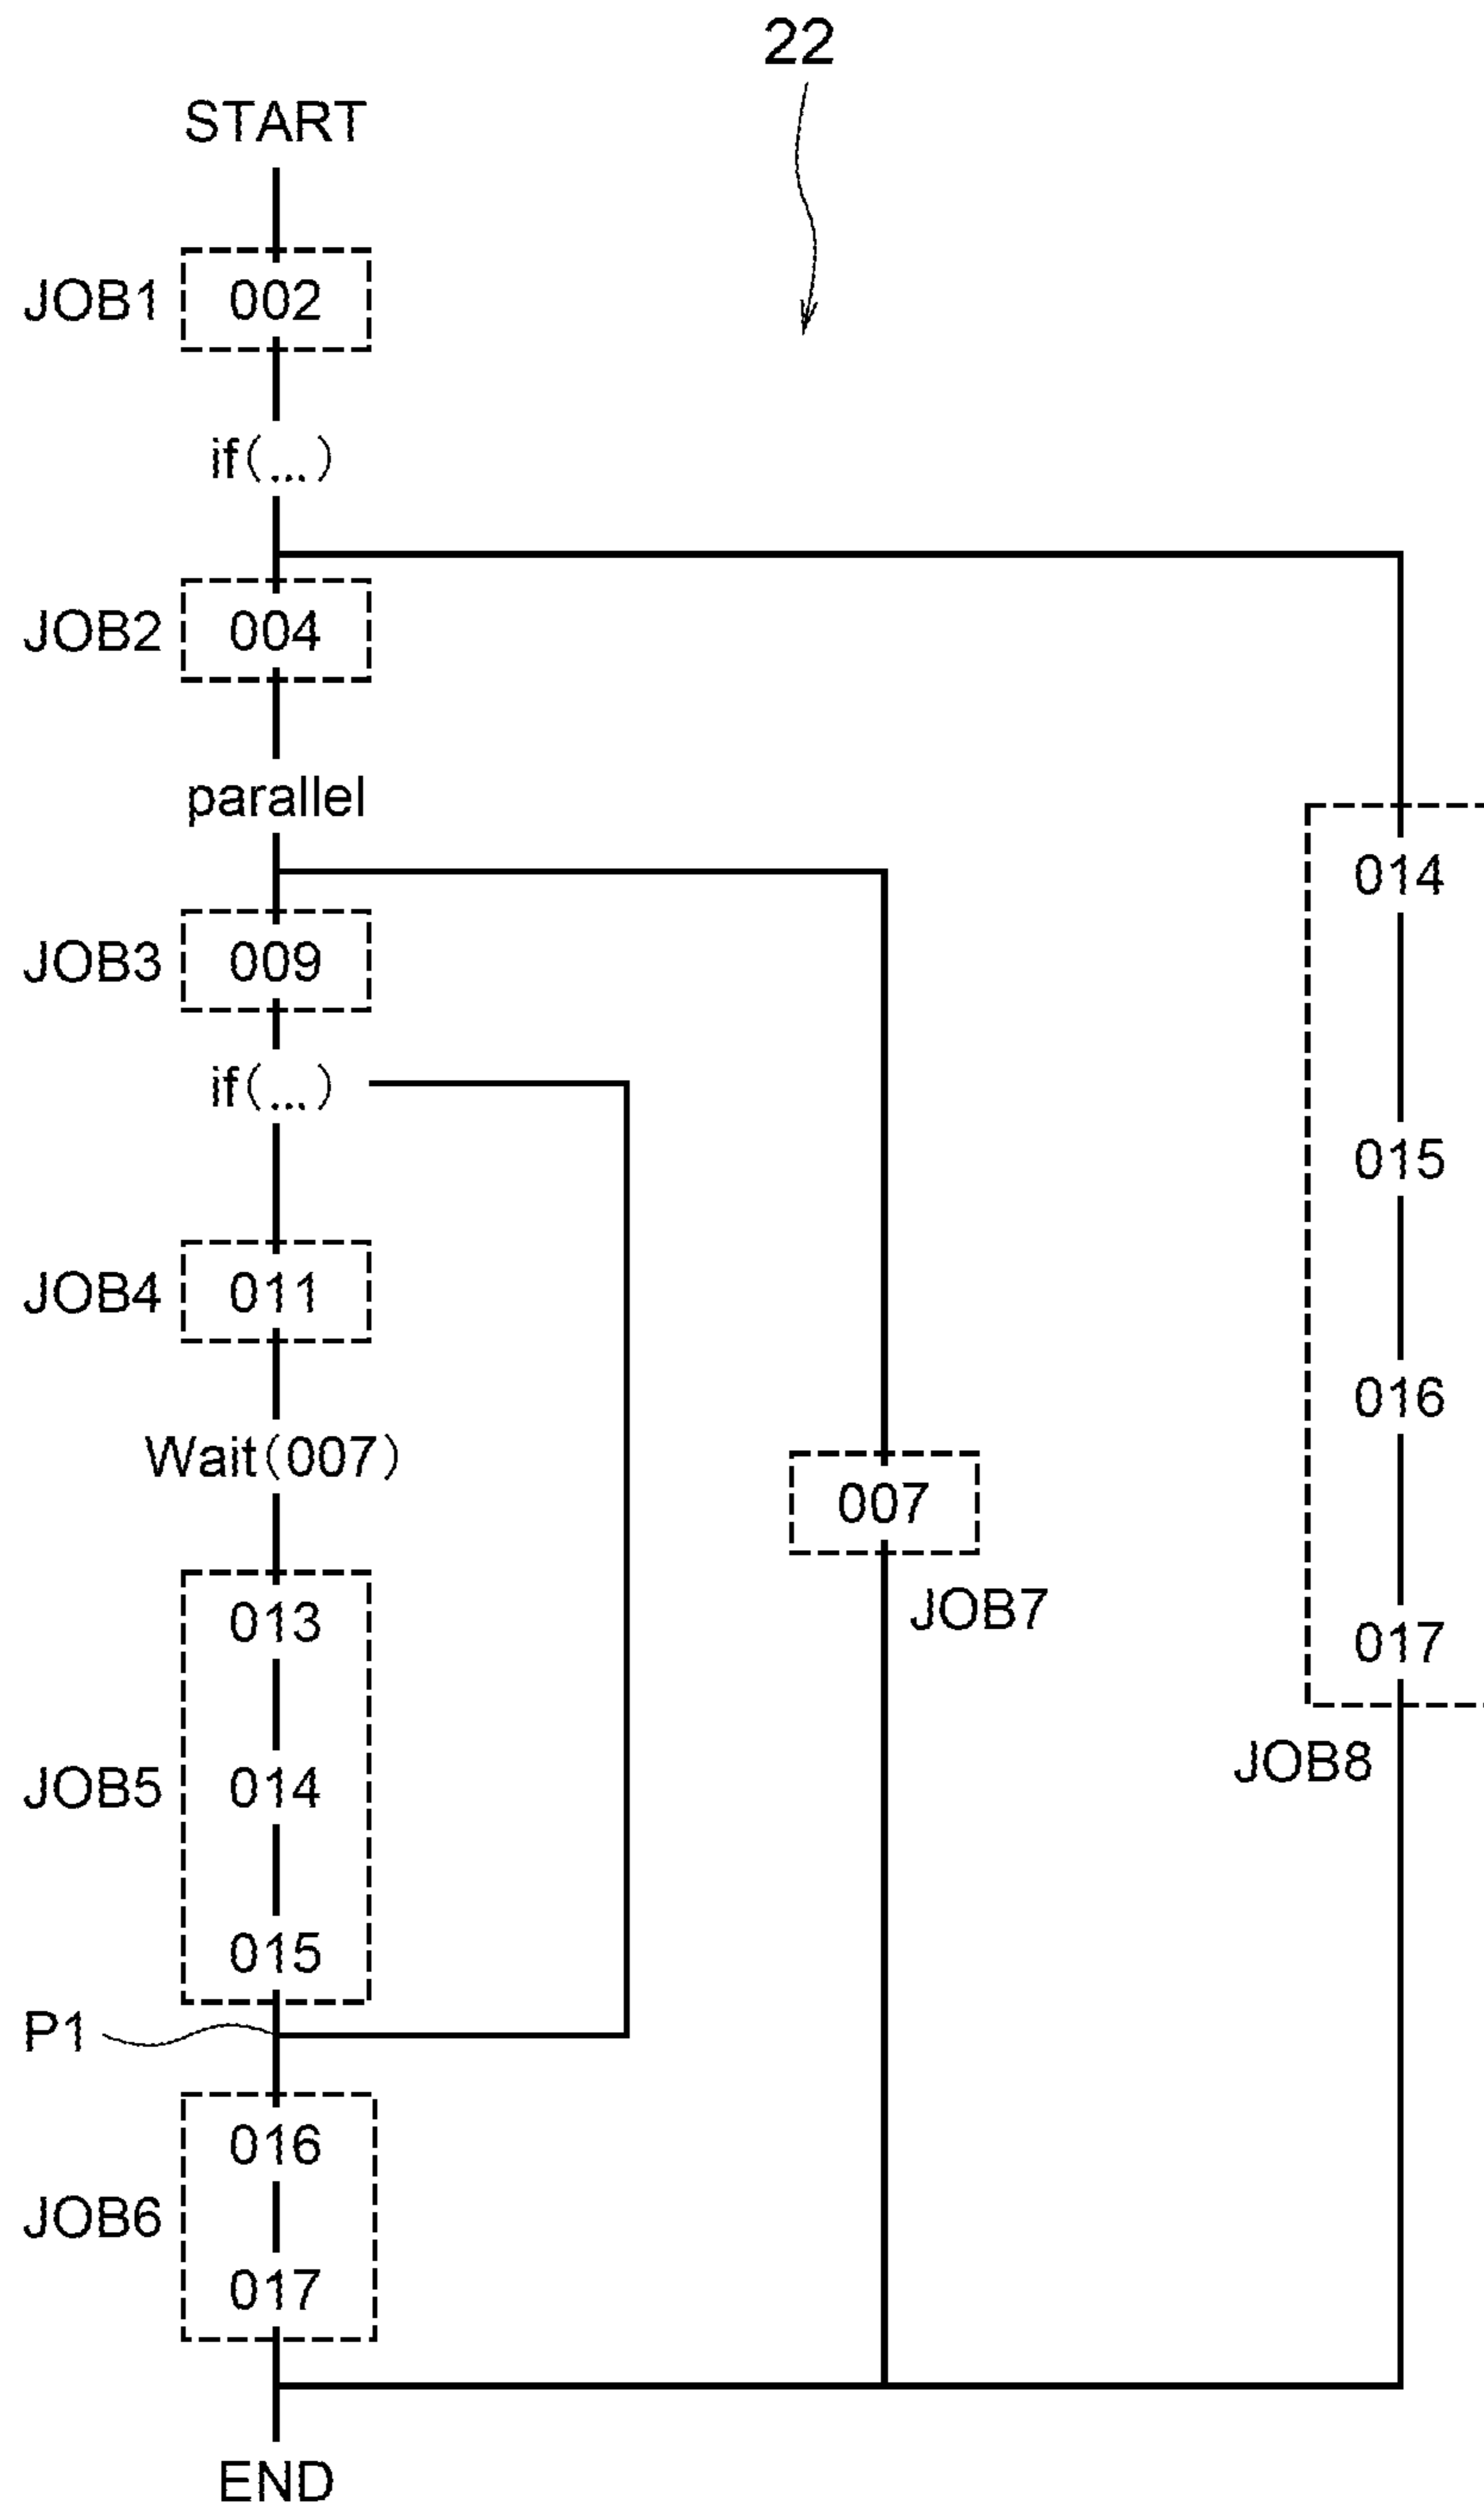 22
START
JOB1 002
if(...)
JOB2 004
parallel
014
JOB3 009
if(...)
015
JOB4 011
016
Wait(007)
007
JOB7
013
017
JOB8
JOB5 014
015
P1
016
JOB6
017
END